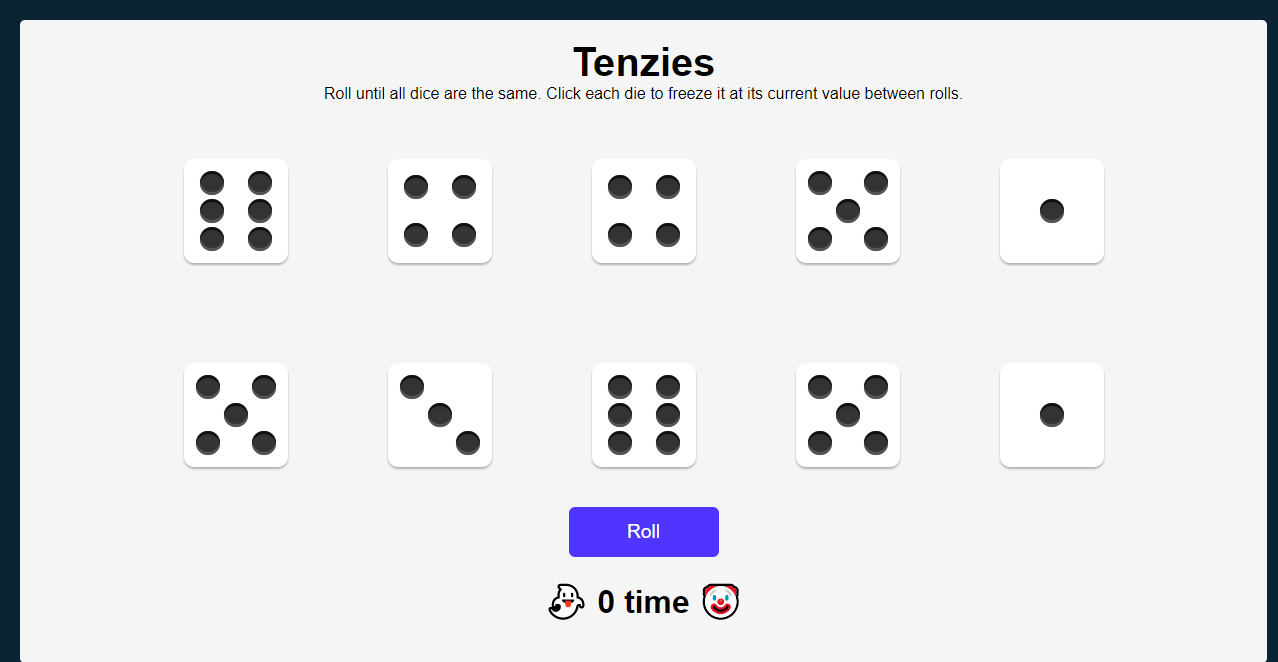 Tenzies
Roll until all dice are the same. Click each die to freeze it at its current value between rolls.
Roll
0 time